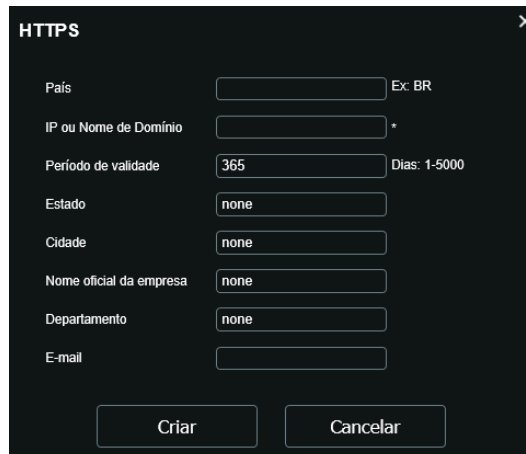 HTTPS
País Ex: BR
IP ou Nome de Domínio *
Período de validade 365 Dias: 1-5000
Estado none
Cidade none
Nome oficial da empresa none
Departamento none
E-mail
Criar Cancelar